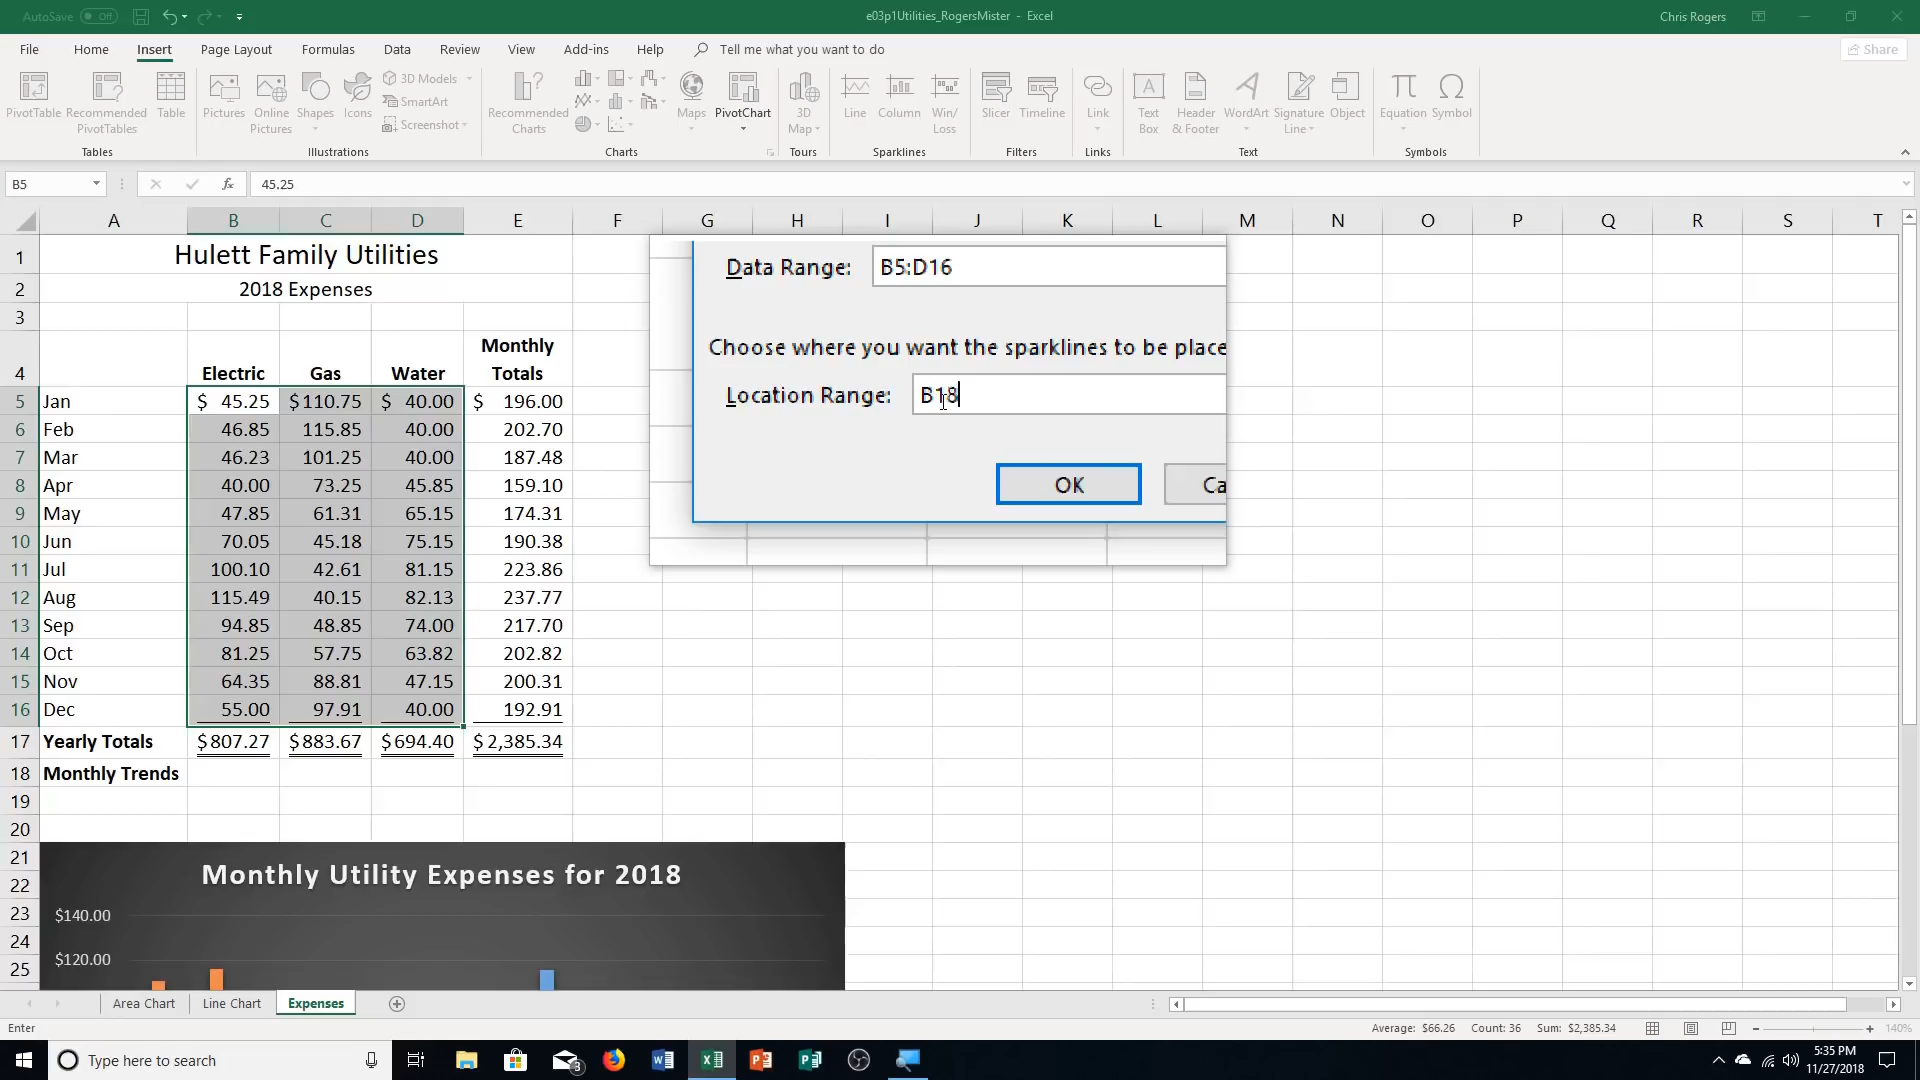 AutoSave Off
e03p1Utilities_RogersMister - Excel
Chris Rogers
File Home Insert Page Layout Formulas Data Review View Add-ins Help Tell me what you want to do Share
PivotTable Recommended PivotTables Table
Pictures Online Pictures Shapes Icons
3D Models
SmartArt
Screenshot
Recommended Charts
Maps PivotChart
3D Map
Line Column Win/Loss
Slicer Timeline
Link
Text Box Header & Footer WordArt Signature Line Object
Equation Symbol
Tables Illustrations Charts Tours Sparklines Filters Links Text Symbols
B5 fx 45.25
A B C D E F G H I J K L M N O P Q R S T
1 Hulett Family Utilities
2 2018 Expenses
3
4 Electric Gas Water Monthly Totals
5 Jan $ 45.25 $110.75 $ 40.00 $ 196.00
6 Feb 46.85 115.85 40.00 202.70
7 Mar 46.23 101.25 40.00 187.48
8 Apr 40.00 73.25 45.85 159.10
9 May 47.85 61.31 65.15 174.31
10 Jun 70.05 45.18 75.15 190.38
11 Jul 100.10 42.61 81.15 223.86
12 Aug 115.49 40.15 82.13 237.77
13 Sep 94.85 48.85 74.00 217.70
14 Oct 81.25 57.75 63.82 202.82
15 Nov 64.35 88.81 47.15 200.31
16 Dec 55.00 97.91 40.00 192.91
17 Yearly Totals $807.27 $883.67 $694.40 $2,385.34
18 Monthly Trends
19
20
21
22
23
24
25
Data Range: B5:D16
Choose where you want the sparklines to be place
Location Range: B18
OK Ca
Monthly Utility Expenses for 2018
$140.00
$120.00
Area Chart Line Chart Expenses
Enter
Average: $66.26 Count: 36 Sum: $2,385.34 140%
Type here to search
3
5:35 PM
11/27/2018